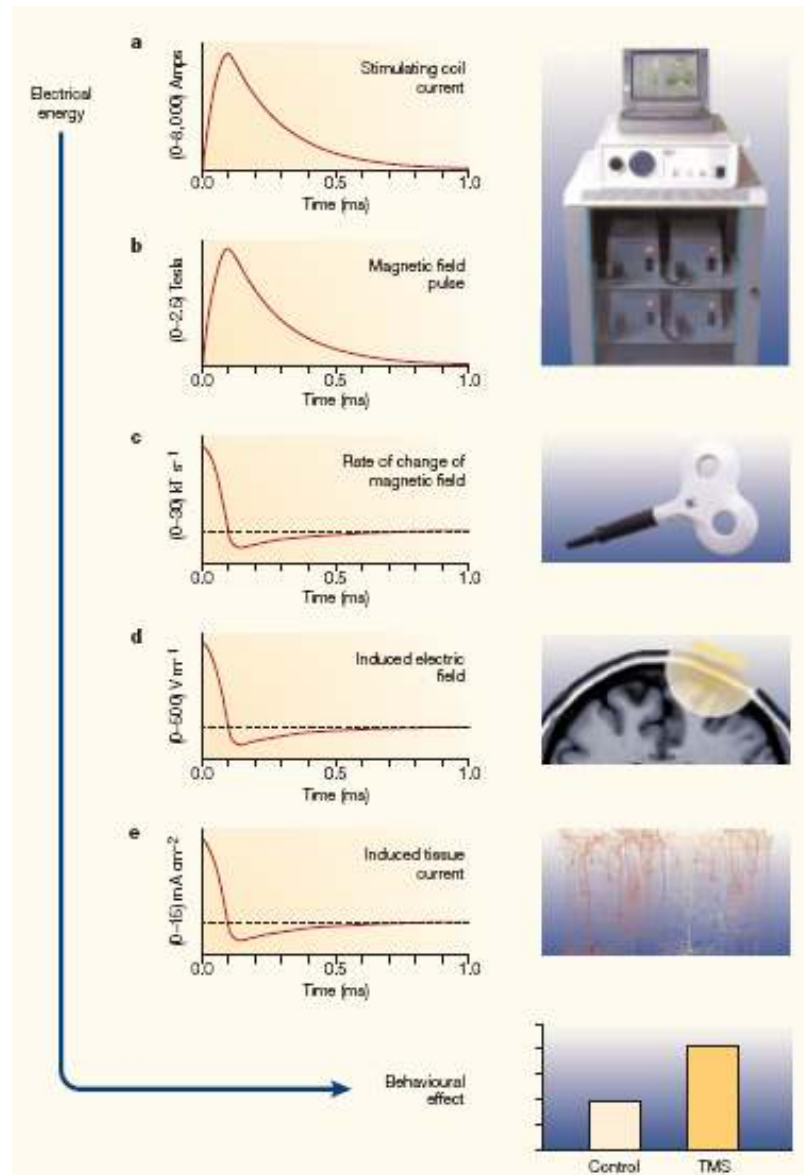 Electrical
energy
a
(0–8,000) Amps
Stimulating coil
current
0.0 0.5 1.0
Time (ms)
b
(0–2.5) Tesla
Magnetic field
pulse
0.0 0.5 1.0
Time (ms)
c
(0–30) kT s⁻¹
Rate of change of
magnetic field
0.0 0.5 1.0
Time (ms)
d
(0–500) V m⁻¹
Induced electric
field
0.0 0.5 1.0
Time (ms)
e
(0–15) mA cm⁻²
Induced tissue
current
0.0 0.5 1.0
Time (ms)
Behavioural
effect
Control TMS